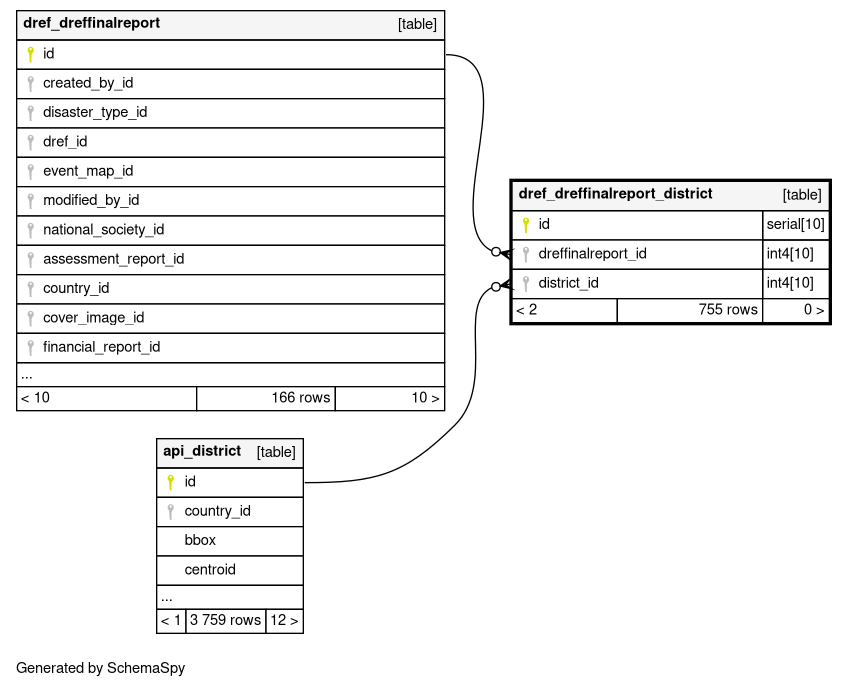 dref_dreffinalreport [table]
id
created_by_id
disaster_type_id
dref_id
event_map_id
modified_by_id
national_society_id
assessment_report_id
country_id
cover_image_id
financial_report_id
...
< 10 166 rows 10 >
dref_dreffinalreport_district [table]
id serial[10]
dreffinalreport_id int4[10]
district_id int4[10]
< 2 755 rows 0 >
api_district [table]
id
country_id
bbox
centroid
...
< 1 3 759 rows 12 >
Generated by SchemaSpy